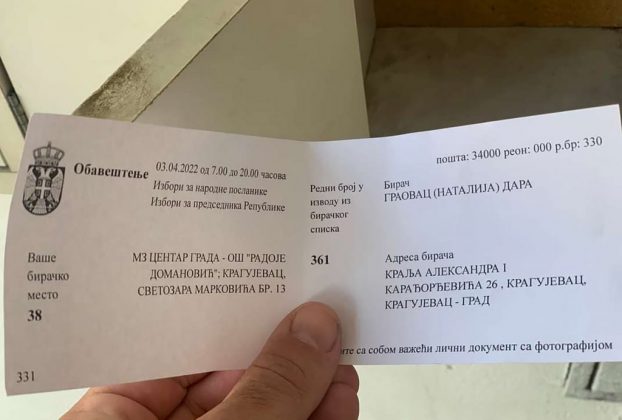 Обавештење
03.04.2022 од 7.00 до 20.00 часова
Избори за народне посланике
Избори за председника Републике
Ваше
бирачко
место
38
МЗ ЦЕНТАР ГРАДА - ОШ "РАДОЈЕ
ДОМАНОВИЋ"; КРАГУЈЕВАЦ,
СВЕТОЗАРА МАРКОВИЋА БР. 13
331
пошта: 34000 реон: 000 р.бр: 330
Редни број у
изводу из
бирачког
списка
361
Бирач
ГРАОВАЦ (НАТАЛИЈА) ДАРА
Адреса бирача
КРАЉА АЛЕКСАНДРА I
КАРАЂОРЂЕВИЋА 26 , КРАГУЈЕВАЦ,
КРАГУЈЕВАЦ - ГРАД
са собом важећи лични документ са фотографијом